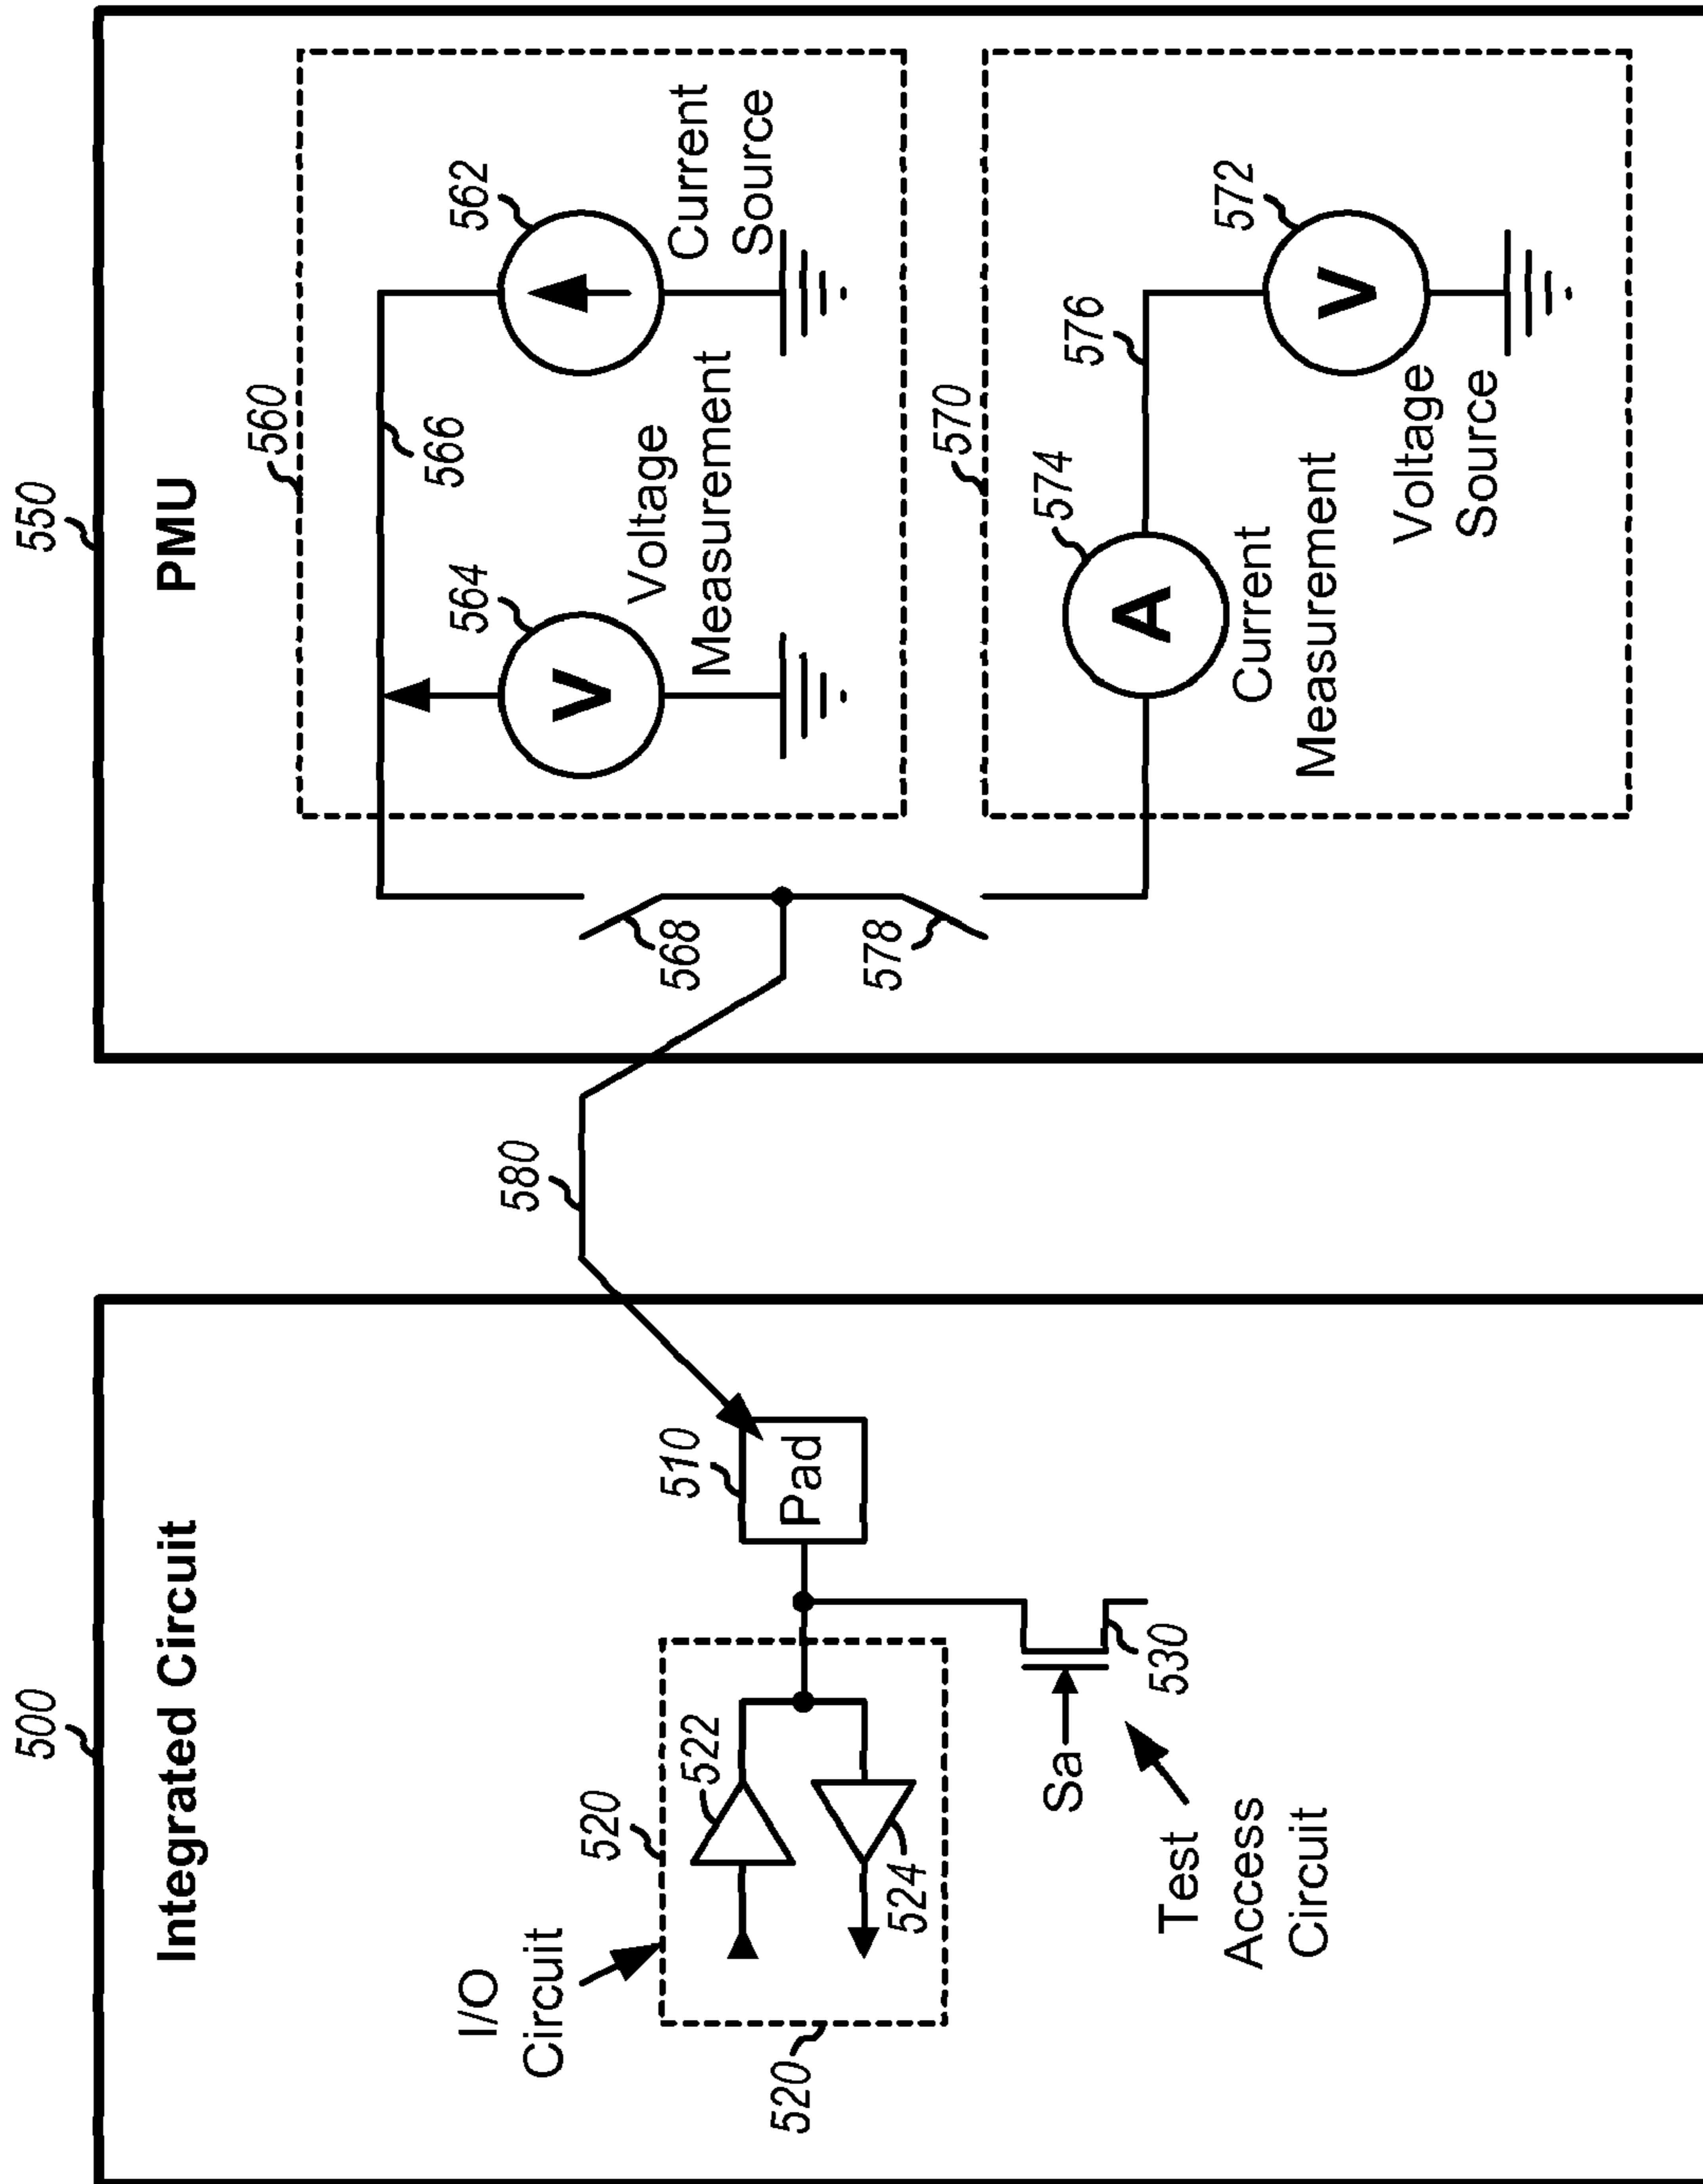 500
Integrated Circuit
I/O
Circuit
520
522
510
Pad
524
520
Sa
530
Test
Access
Circuit
580
550
PMU
560
566
564
V
Voltage
Measurement
562
Current
Source
568
578
570
574
A
Current
Measurement
576
572
V
Voltage
Source